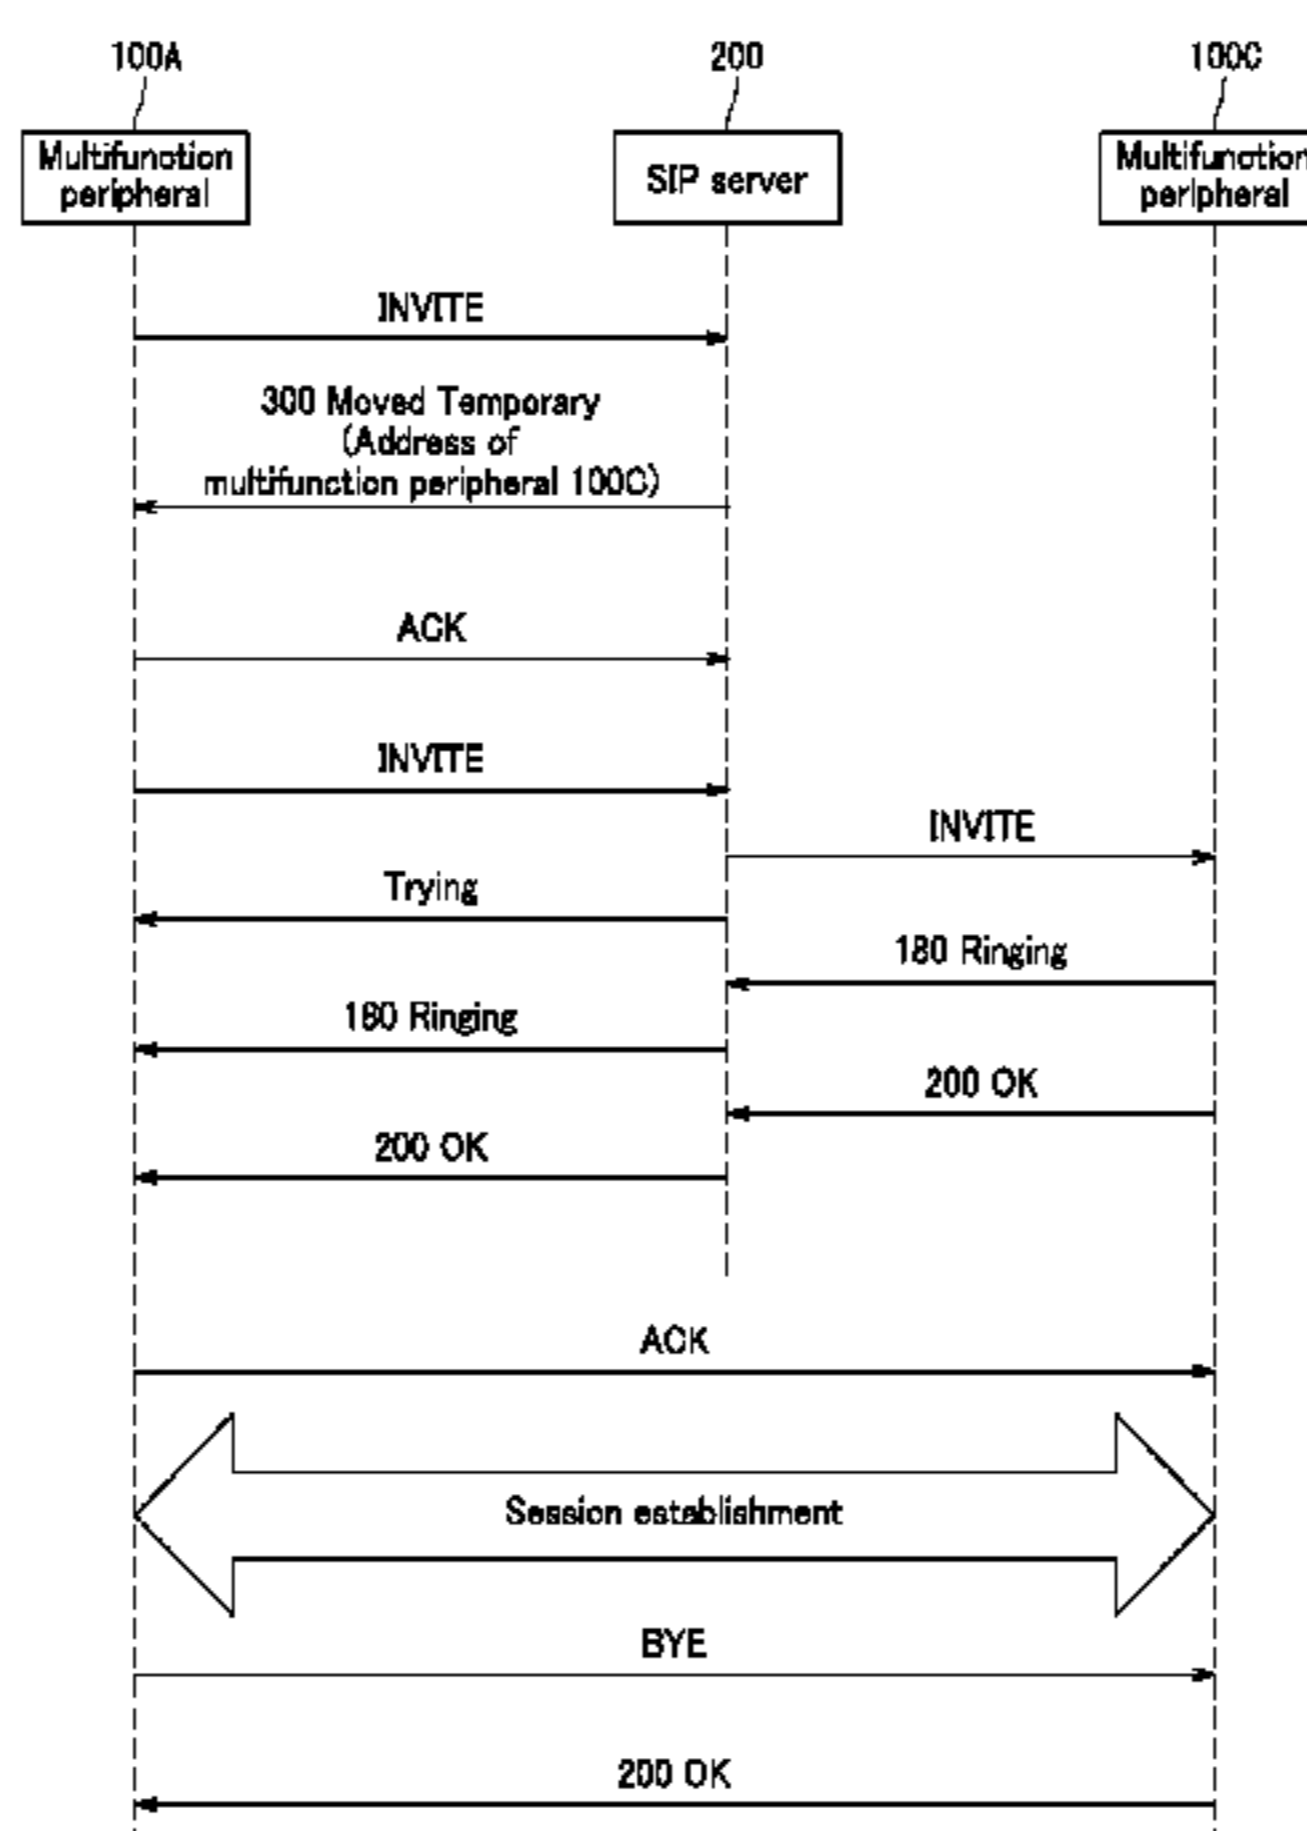 100A
200
100C
Multifunction
peripheral
SIP server
Multifunction
peripheral
INVITE
300 Moved Temporary
(Address of
multifunction peripheral 100C)
ACK
INVITE
INVITE
Trying
180 Ringing
180 Ringing
200 OK
200 OK
ACK
Session establishment
BYE
200 OK